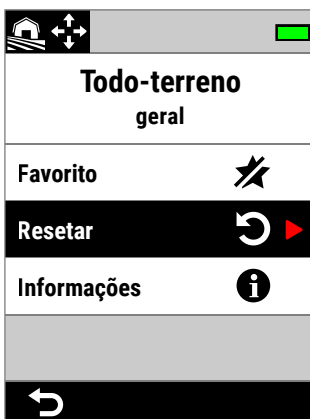 Todo-terreno
geral
Favorito
Resetar
Informações